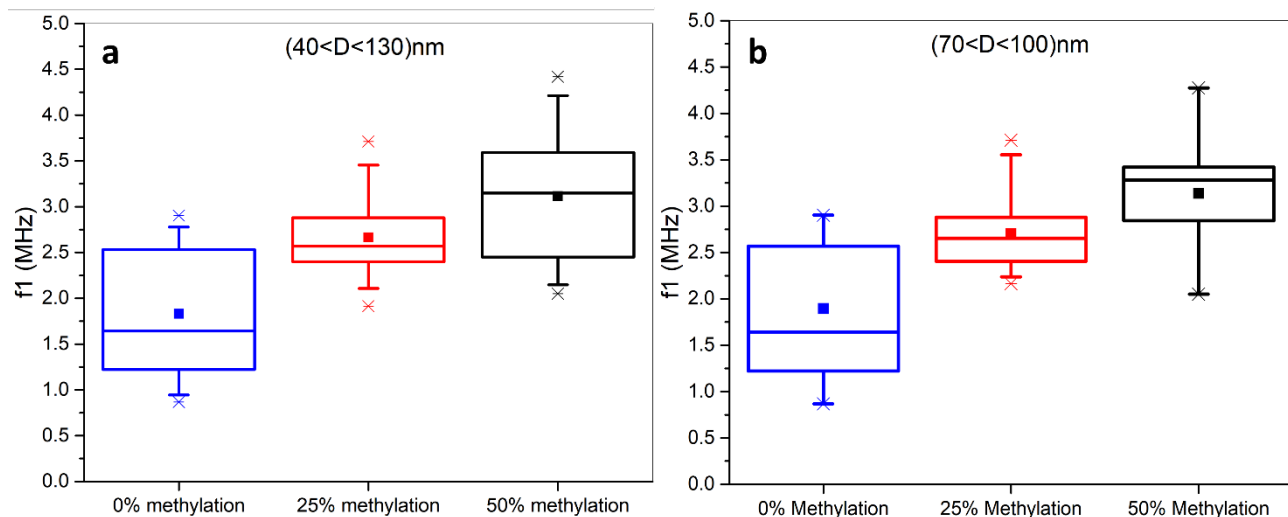 a
(40<D<130)nm
5.0
4.5
4.0
3.5
3.0
2.5
2.0
1.5
1.0
0.5
0.0
f1 (MHz)
0% methylation
25% methylation
50% methylation
b
(70<D<100)nm
5.0
4.5
4.0
3.5
3.0
2.5
2.0
1.5
1.0
0.5
0.0
f1 (MHz)
0% Methylation
25% Methylation
50% Methylation